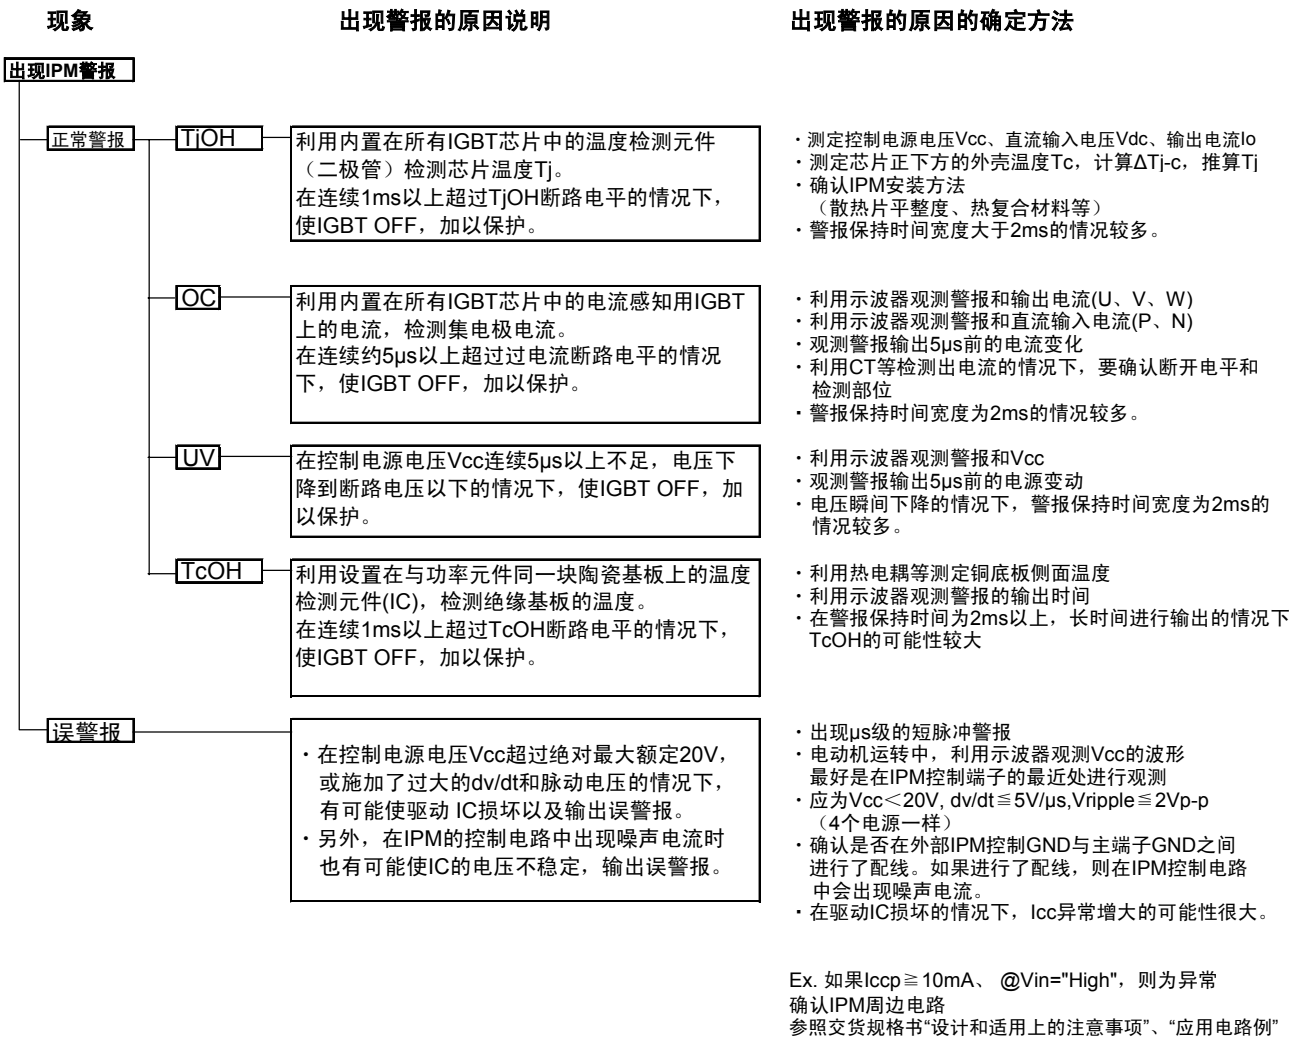 现象
出现警报的原因说明
出现警报的原因的确定方法
出现IPM警报
正常警报
TjOH
利用内置在所有IGBT芯片中的温度检测元件
（二极管）检测芯片温度Tj。
在连续1ms以上超过TjOH断路电平的情况下，
使IGBT OFF，加以保护。
・测定控制电源电压Vcc、直流输入电压Vdc、输出电流Io
・测定芯片正下方的外壳温度Tc，计算ΔTj-c，推算Tj
・确认IPM安装方法
（散热片平整度、热复合材料等）
・警报保持时间宽度大于2ms的情况较多。
OC
利用内置在所有IGBT芯片中的电流感知用IGBT
上的电流，检测集电极电流。
在连续约5μs以上超过过电流断路电平的情况
下，使IGBT OFF，加以保护。
・利用示波器观测警报和输出电流(U、V、W)
・利用示波器观测警报和直流输入电流(P、N)
・观测警报输出5μs前的电流变化
・利用CT等检测出电流的情况下，要确认断开电平和
检测部位
・警报保持时间宽度为2ms的情况较多。
UV
在控制电源电压Vcc连续5μs以上不足，电压下
降到断路电压以下的情况下，使IGBT OFF，加
以保护。
・利用示波器观测警报和Vcc
・观测警报输出5μs前的电源变动
・电压瞬间下降的情况下，警报保持时间宽度为2ms的
情况较多。
TcOH
利用设置在与功率元件同一块陶瓷基板上的温度
检测元件(IC)，检测绝缘基板的温度。
在连续1ms以上超过TcOH断路电平的情况下，
使IGBT OFF，加以保护。
・利用热电耦等测定铜底板侧面温度
・利用示波器观测警报的输出时间
・在警报保持时间为2ms以上，长时间进行输出的情况下
TcOH的可能性较大
误警报
・在控制电源电压Vcc超过绝对最大额定20V，
或施加了过大的dv/dt和脉动电压的情况下，
有可能使驱动 IC损坏以及输出误警报。
・另外，在IPM的控制电路中出现噪声电流时
也有可能使IC的电压不稳定，输出误警报。
・出现μs级的短脉冲警报
・电动机运转中，利用示波器观测Vcc的波形
最好是在IPM控制端子的最近处进行观测
・应为Vcc＜20V, dv/dt≦5V/μs,Vripple≦2Vp-p
（4个电源一样）
・确认是否在外部IPM控制GND与主端子GND之间
进行了配线。如果进行了配线，则在IPM控制电路
中会出现噪声电流。
・在驱动IC损坏的情况下，Icc异常增大的可能性很大。
Ex. 如果Iccp≧10mA、 @Vin="High"，则为异常
确认IPM周边电路
参照交货规格书“设计和适用上的注意事项”、“应用电路例”